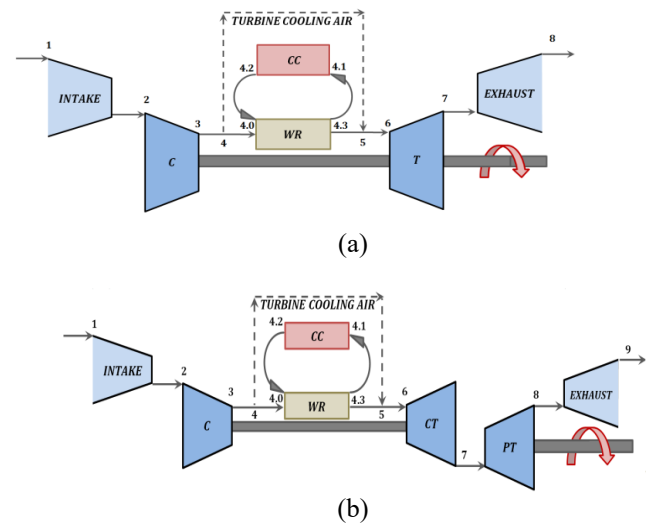 1
INTAKE
2
C
3
4
TURBINE COOLING AIR
4.2
CC
4.1
4.0
WR
4.3
5
6
T
7
EXHAUST
8
(a)
1
INTAKE
2
C
3
4
TURBINE COOLING AIR
4.2
CC
4.1
4.0
WR
4.3
5
6
CT
7
PT
8
EXHAUST
9
(b)